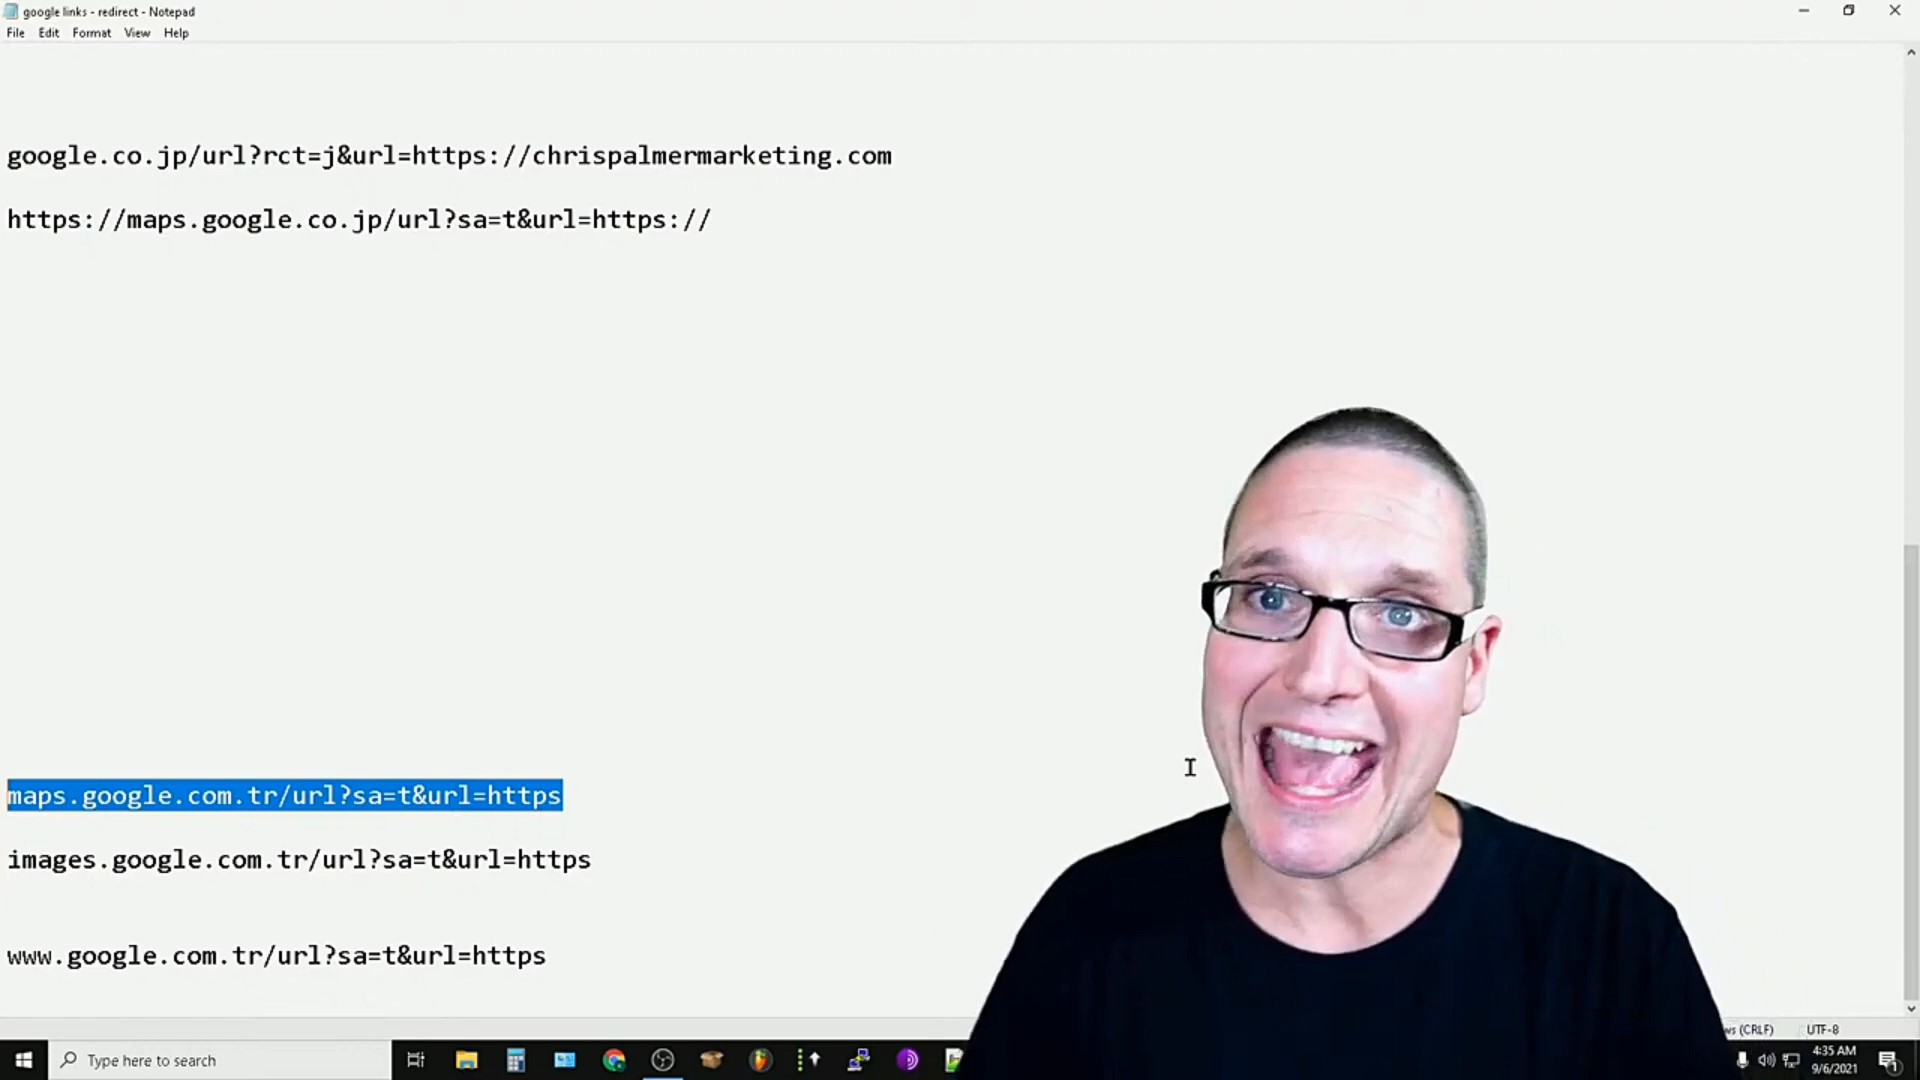 google links - redirect - Notepad
File Edit Format View Help
google.co.jp/url?rct=j&url=https://chrispalmermarketing.com
https://maps.google.co.jp/url?sa=t&url=https://
maps.google.com.tr/url?sa=t&url=https
images.google.com.tr/url?sa=t&url=https
www.google.com.tr/url?sa=t&url=https
(CRLF) UTF-8
Type here to search
4:35 AM
9/6/2021
1